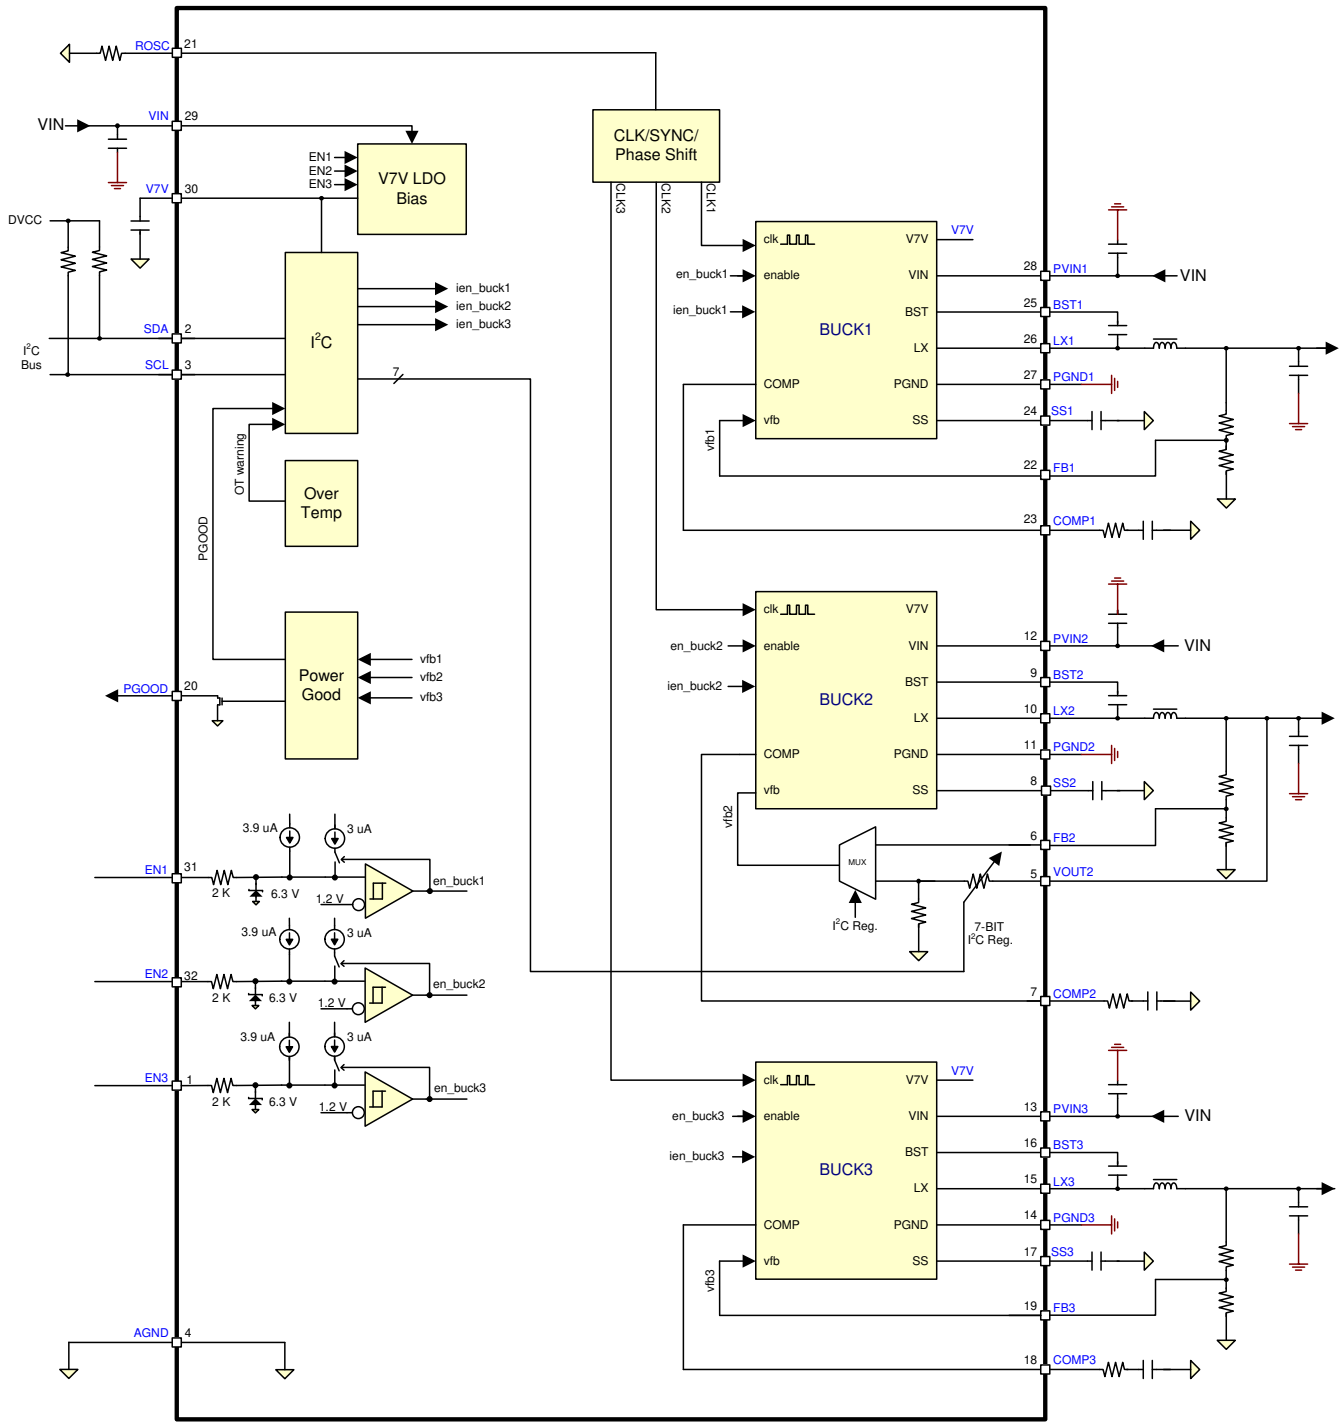 ROSC
21
VIN
VIN
29
V7V
30
DVCC
SDA
2
I²C
Bus
SCL
3
EN1
EN2
EN3
V7V LDO
Bias
I²C
ien_buck1
ien_buck2
ien_buck3
7
OT warning
PGOOD
Over
Temp
Power
Good
vfb1
vfb2
vfb3
PGOOD
20
EN1
31
2 K
3.9 uA
3 uA
6.3 V
1.2 V
en_buck1
EN2
32
2 K
3.9 uA
3 uA
6.3 V
1.2 V
en_buck2
EN3
1
2 K
3.9 uA
3 uA
6.3 V
1.2 V
en_buck3
AGND
4
CLK/SYNC/
Phase Shift
CLK3
CLK2
CLK1
clk
V7V
V7V
en_buck1
enable
VIN
28
PVIN1
VIN
ien_buck1
BST
25
BST1
BUCK1
LX
26
LX1
COMP
PGND
27
PGND1
vfb
SS
24
SS1
vfb1
22
FB1
23
COMP1
clk
V7V
en_buck2
enable
VIN
12
PVIN2
VIN
ien_buck2
BST
9
BST2
BUCK2
LX
10
LX2
COMP
PGND
11
PGND2
vfb
SS
8
SS2
vfb2
6
FB2
MUX
5
VOUT2
I²C Reg.
7-BIT
I²C Reg.
7
COMP2
clk
V7V
V7V
en_buck3
enable
VIN
13
PVIN3
VIN
ien_buck3
BST
16
BST3
BUCK3
LX
15
LX3
COMP
PGND
14
PGND3
vfb
SS
17
SS3
vfb3
19
FB3
18
COMP3